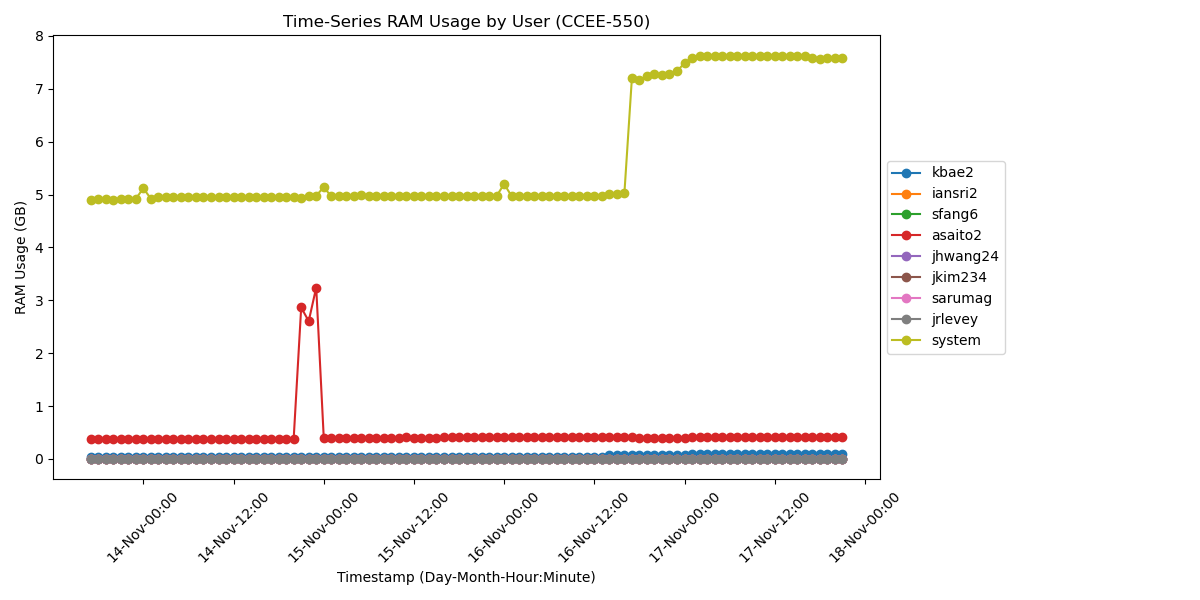 Time-Series RAM Usage by User (CCEE-550)
8
7
6
5
4
3
2
1
0
RAM Usage (GB)
14-Nov-00:00
14-Nov-12:00
15-Nov-00:00
15-Nov-12:00
16-Nov-00:00
16-Nov-12:00
17-Nov-00:00
17-Nov-12:00
18-Nov-00:00
Timestamp (Day-Month-Hour:Minute)
kbae2
iansri2
sfang6
asaito2
jhwang24
jkim234
sarumag
jrlevey
system